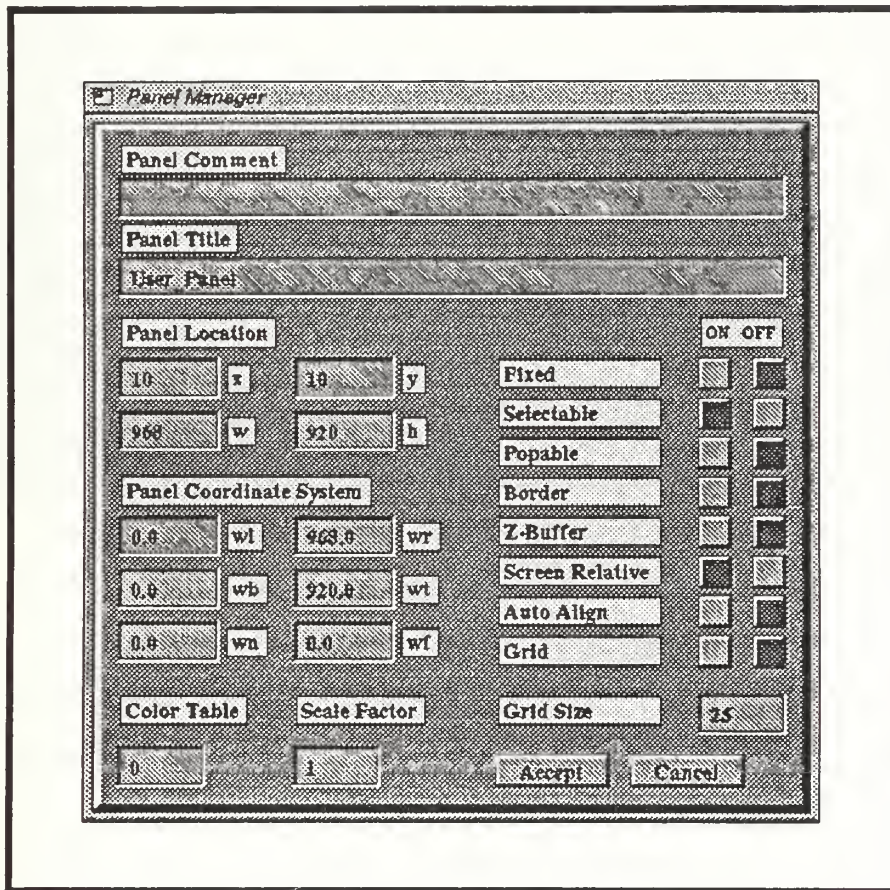 Panel Manager
Panel Comment
Panel Title
User Panel
Panel Location
ON OFF
10 x 10 y
968 w 920 h
Fixed
Selectable
Popable
Border
Z-Buffer
Screen Relative
Auto Align
Grid
Panel Coordinate System
0.0 wl 968.0 wr
0.0 wb 920.0 wt
0.0 wn 0.0 wf
Color Table
Scale Factor
Grid Size
25
0
1
Accept
Cancel